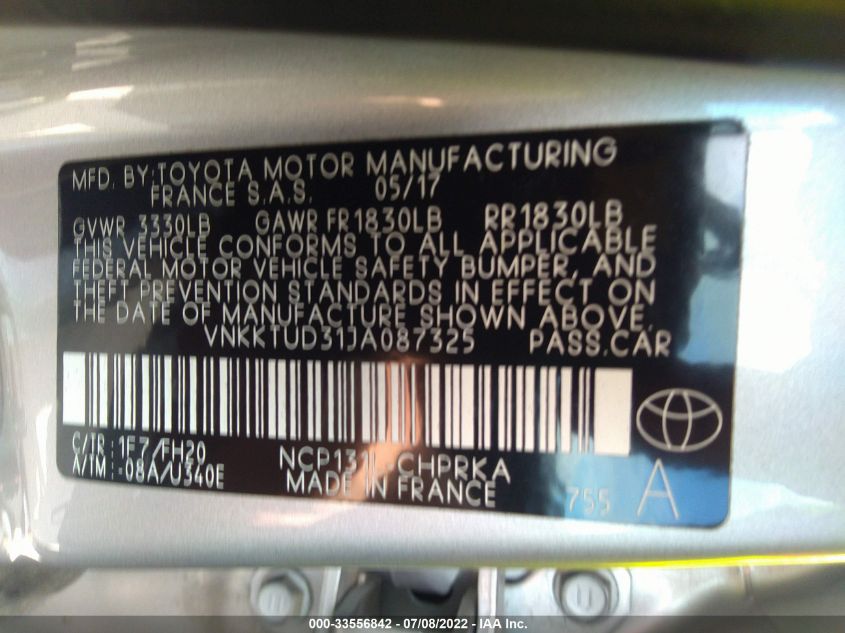 MFD. BY:TOYOTA MOTOR MANUFACTURING
FRANCE S.A.S. 05/17
GVWR 3330LB GAWR FR1830LB RR1830LB
THIS VEHICLE CONFORMS TO ALL APPLICABLE
FEDERAL MOTOR VEHICLE SAFETY BUMPER, AND
THEFT PREVENTION STANDARDS IN EFFECT ON
THE DATE OF MANUFACTURE SHOWN ABOVE.
VNKKTUD31JA087325 PASS.CAR
C/TR: 1F7/FH20
A/TM: -08A/U340E
NCP131L-CHPRKA
MADE IN FRANCE
755 A
000-33556842 - 07/08/2022 - IAA Inc.